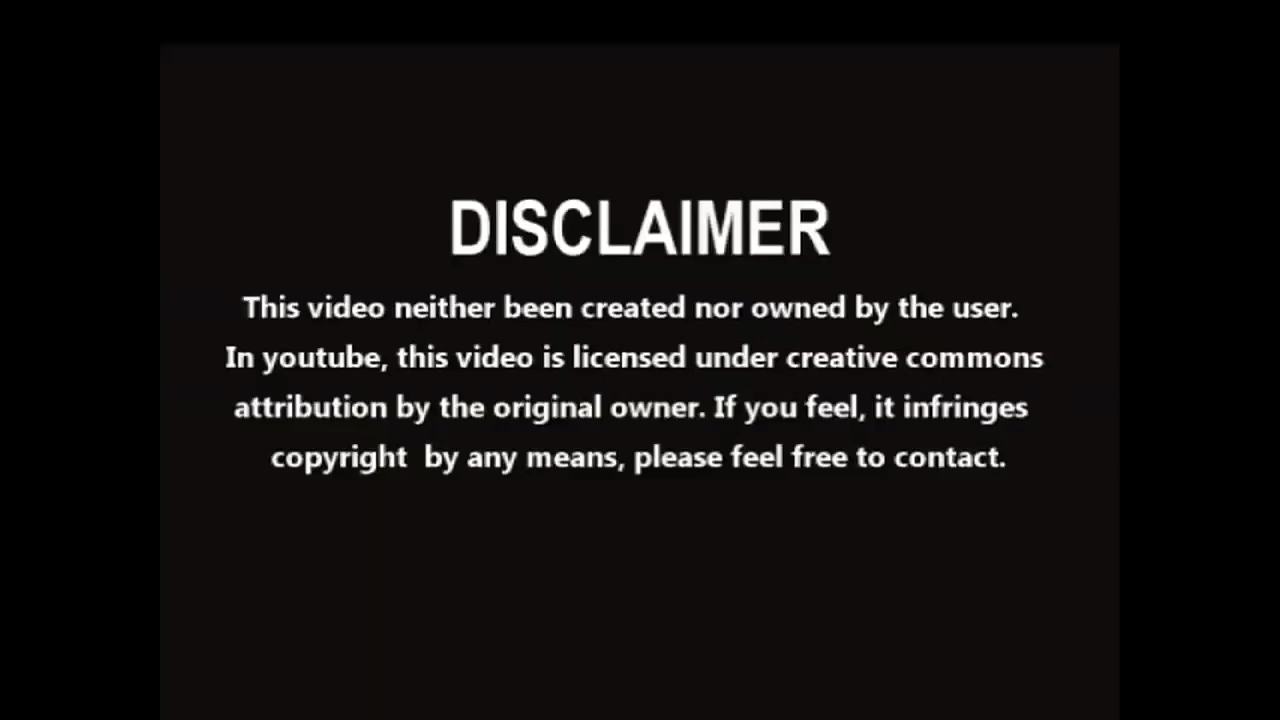 DISCLAIMER
This video neither been created nor owned by the user.
In youtube, this video is licensed under creative commons
attribution by the original owner. If you feel, it infringes
copyright  by any means, please feel free to contact.